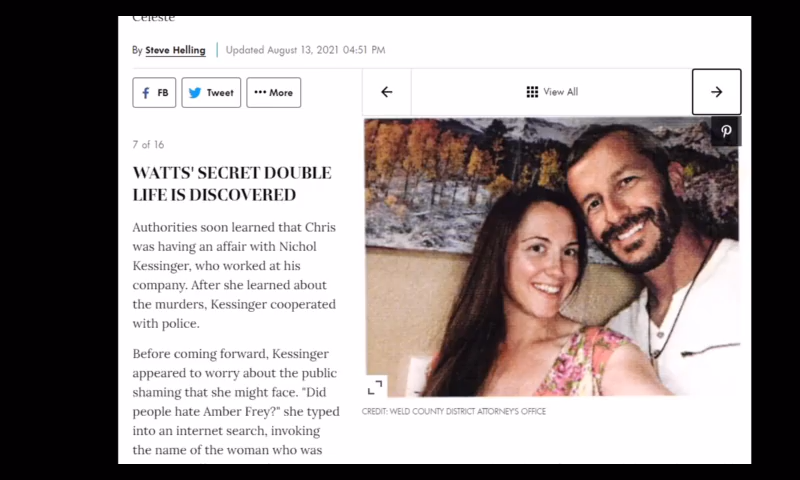 Celeste
By Steve Helling Updated August 13, 2021 04:51 PM
FB Tweet ••• More
View All
7 of 16
WATTS' SECRET DOUBLE
LIFE IS DISCOVERED
Authorities soon learned that Chris
was having an affair with Nichol
Kessinger, who worked at his
company. After she learned about
the murders, Kessinger cooperated
with police.
Before coming forward, Kessinger
appeared to worry about the public
shaming that she might face. "Did
people hate Amber Frey?" she typed
into an internet search, invoking
the name of the woman who was
CREDIT: WELD COUNTY DISTRICT ATTORNEY'S OFFICE